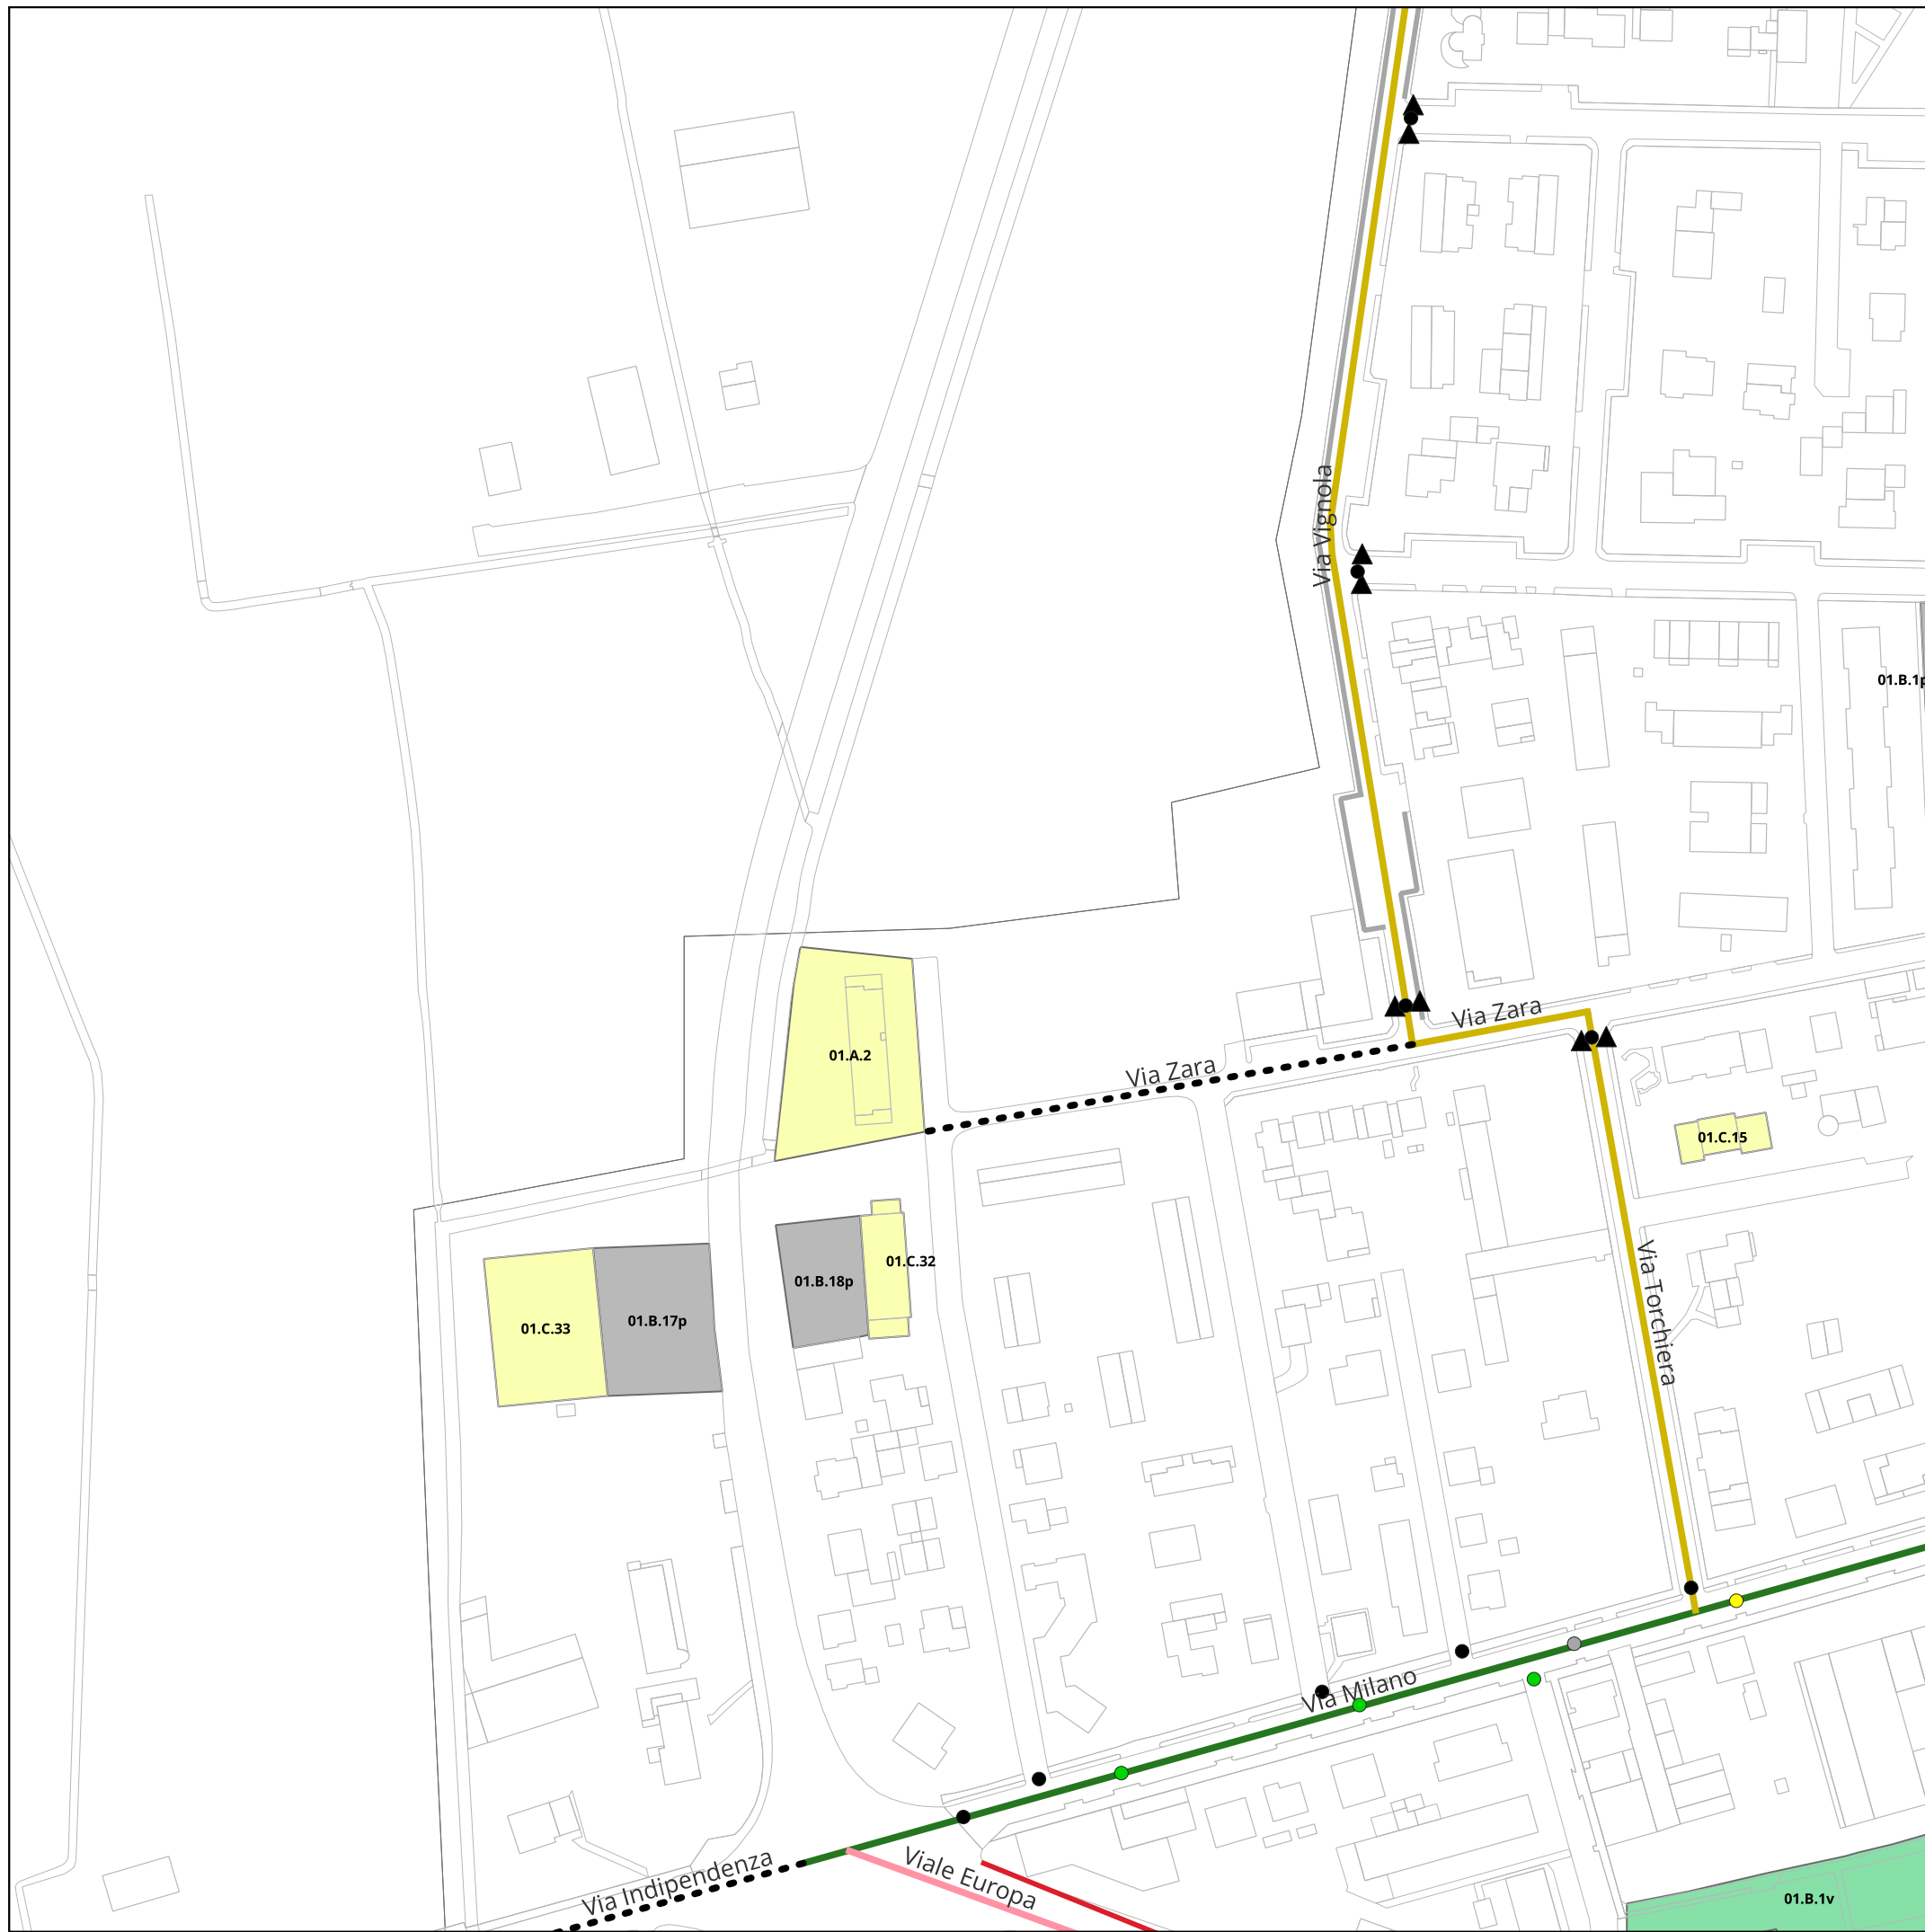 Via Vignola
01.B.1p
Via Zara
01.A.2
Via Zara
01.C.15
01.C.32
01.B.18p
01.B.17p
01.C.33
Via Torchiera
Via Milano
Via Indipendenza
Viale Europa
01.B.1v